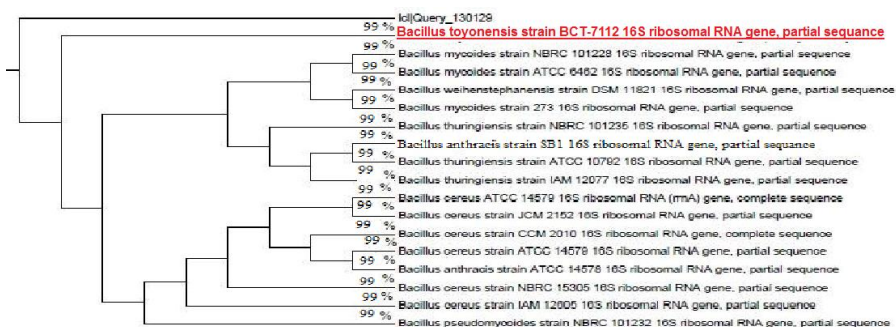 lcl|Query_130129
99 % Bacillus toyonensis strain BCT-7112 16S ribosomal RNA gene, partial sequance
99 % Bacillus mycoides strain NBRC 101228 16S ribosomal RNA gene, partial sequence
99 % Bacillus mycoides strain ATCC 6462 16S ribosomal RNA gene, partial sequence
99 % Bacillus weihenstephanensis strain DSM 11821 16S ribosomal RNA gene, partial sequence
99 % Bacillus mycoides strain 273 16S ribosomal RNA gene, partial sequence
99 % Bacillus thuringiensis strain NBRC 101235 16S ribosomal RNA gene, partial sequence
99 % Bacillus anthracis strain SB1 16S ribosomal RNA gene, partial sequance
99 % Bacillus thuringiensis strain ATCC 10792 16S ribosomal RNA gene, partial sequence
99 % Bacillus thuringiensis strain IAM 12077 16S ribosomal RNA gene, partial sequence
99 % Bacillus cereus ATCC 14579 16S ribosomal RNA (rrnA) gene, complete sequence
99 % Bacillus cereus strain JCM 2152 16S ribosomal RNA gene, partial sequence
99 % Bacillus cereus strain CCM 2010 16S ribosomal RNA gene, complete sequence
99 % Bacillus cereus strain ATCC 14579 16S ribosomal RNA gene, partial sequence
99 % Bacillus anthracis strain ATCC 14578 16S ribosomal RNA gene, partial sequence
99 % Bacillus cereus strain NBRC 15305 16S ribosomal RNA gene, partial sequence
99 % Bacillus cereus strain IAM 12605 16S ribosomal RNA gene, partial sequence
99 % Bacillus pseudomycoides strain NBRC 101232 16S ribosomal RNA gene, partial sequence